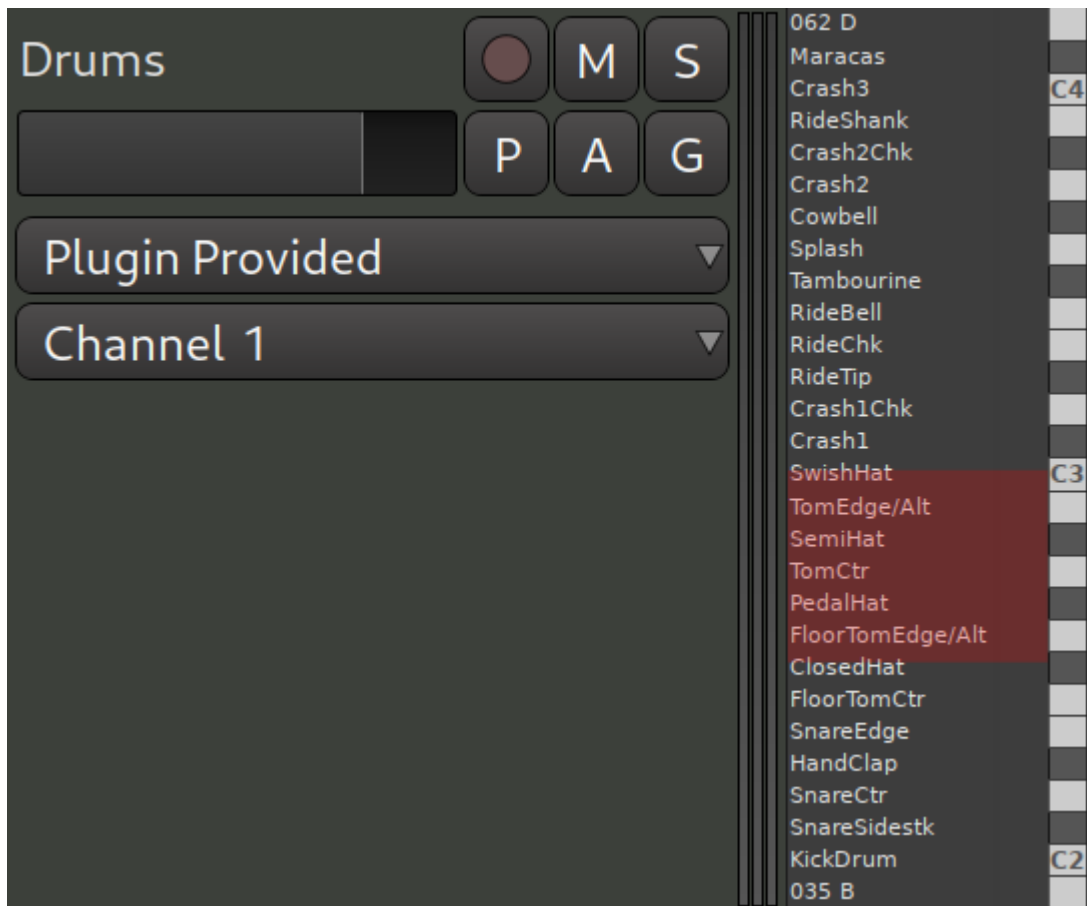 Drums
M S
P A G
Plugin Provided
Channel 1
062 D
Maracas
Crash3 C4
RideShank
Crash2Chk
Crash2
Cowbell
Splash
Tambourine
RideBell
RideChk
RideTip
Crash1Chk
Crash1
SwishHat C3
TomEdge/Alt
SemiHat
TomCtr
PedalHat
FloorTomEdge/Alt
ClosedHat
FloorTomCtr
SnareEdge
HandClap
SnareCtr
SnareSidestk
KickDrum C2
035 B